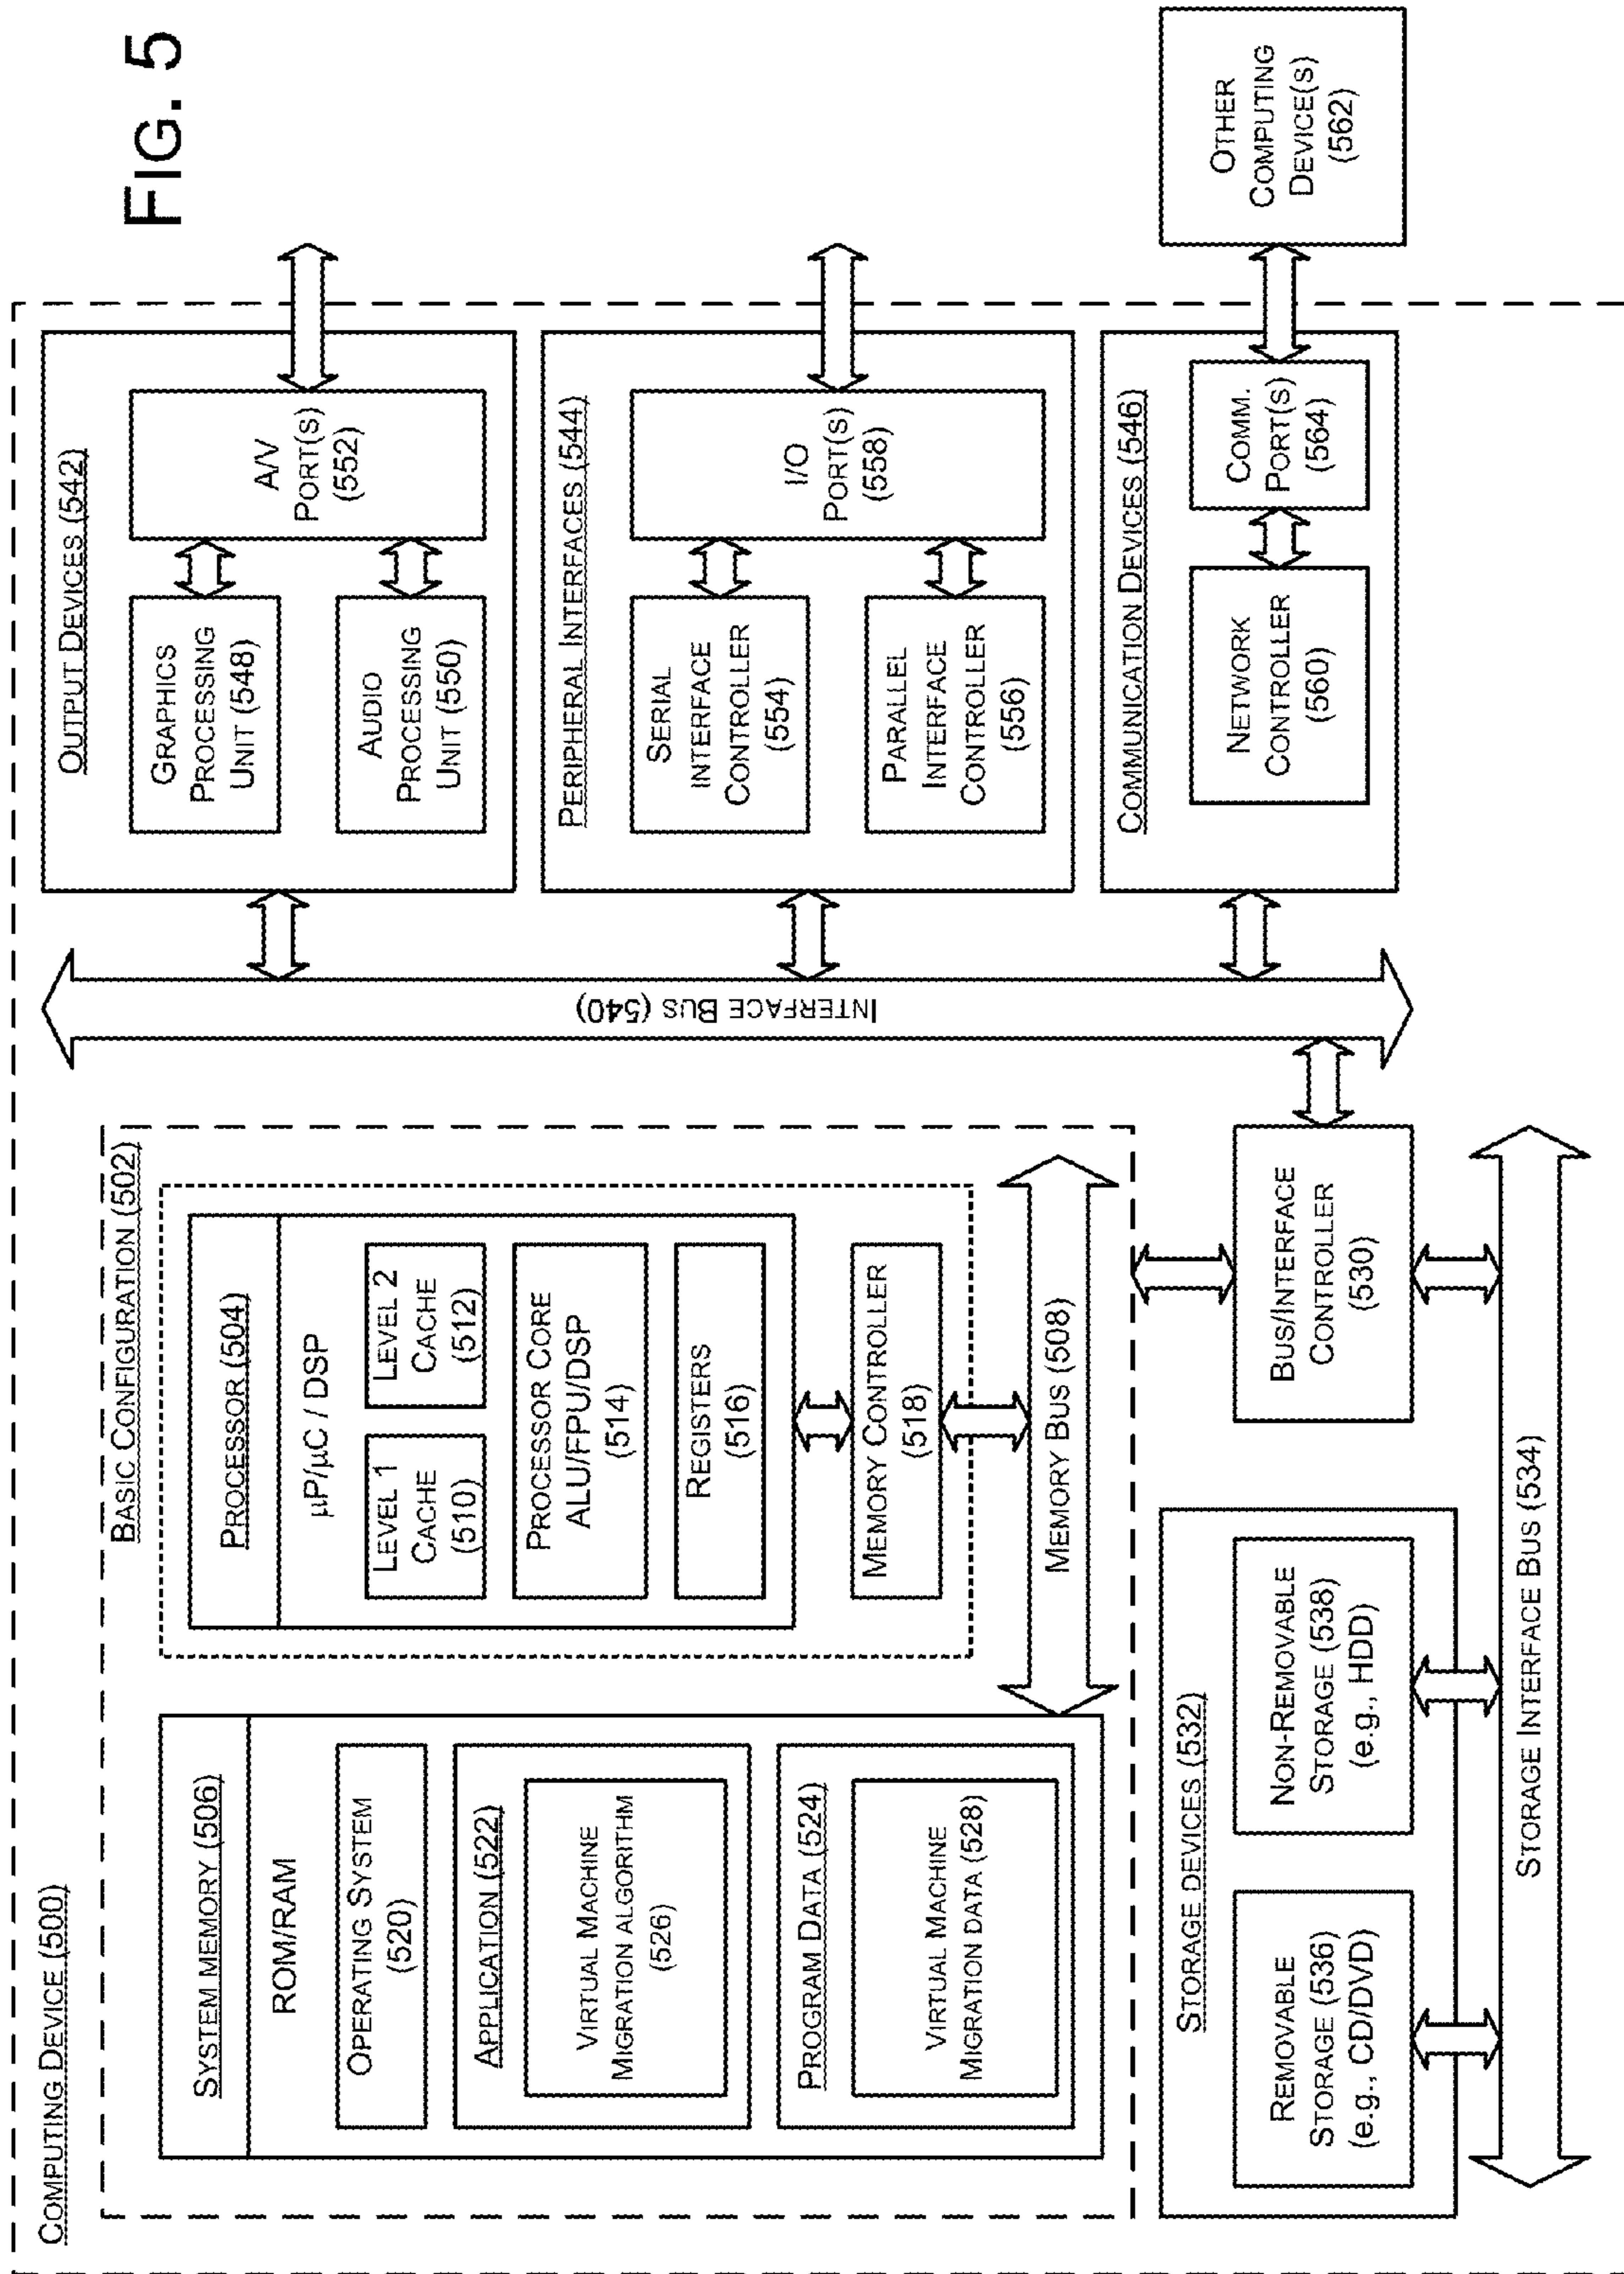 COMPUTING DEVICE (500)
BASIC CONFIGURATION (502)
SYSTEM MEMORY (506)
ROM/RAM
OPERATING SYSTEM
(520)
APPLICATION (522)
VIRTUAL MACHINE
MIGRATION ALGORITHM
(526)
PROGRAM DATA (524)
VIRTUAL MACHINE
MIGRATION DATA (528)
PROCESSOR (504)
µP/µC / DSP
LEVEL 1
CACHE
(510)
LEVEL 2
CACHE
(512)
PROCESSOR CORE
ALU/FPU/DSP
(514)
REGISTERS
(516)
MEMORY CONTROLLER
(518)
MEMORY BUS (508)
BUS/INTERFACE
CONTROLLER
(530)
STORAGE DEVICES (532)
REMOVABLE
STORAGE (536)
(e.g., CD/DVD)
NON-REMOVABLE
STORAGE (538)
(e.g., HDD)
STORAGE INTERFACE BUS (534)
INTERFACE BUS (540)
OUTPUT DEVICES (542)
GRAPHICS
PROCESSING
UNIT (548)
AUDIO
PROCESSING
UNIT (550)
A/V
PORT(S)
(552)
PERIPHERAL INTERFACES (544)
SERIAL
INTERFACE
CONTROLLER
(554)
PARALLEL
INTERFACE
CONTROLLER
(556)
I/O
PORT(S)
(558)
COMMUNICATION DEVICES (546)
NETWORK
CONTROLLER
(560)
COMM.
PORT(S)
(564)
OTHER
COMPUTING
DEVICE(S)
(562)
FIG. 5